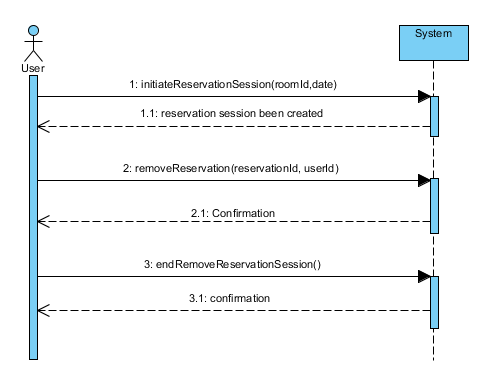 System
User
1: initiateReservationSession(roomId,date)
1.1: reservation session been created
2: removeReservation(reservationId, userId)
2.1: Confirmation
3: endRemoveReservationSession()
3.1: confirmation